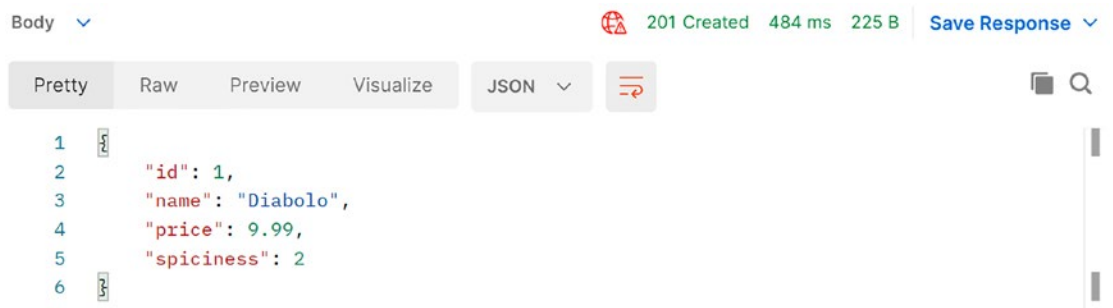 Body 201 Created 484 ms 225 B Save Response
Pretty Raw Preview Visualize JSON
1 {
2 "id": 1,
3 "name": "Diabolo",
4 "price": 9.99,
5 "spiciness": 2
6 }